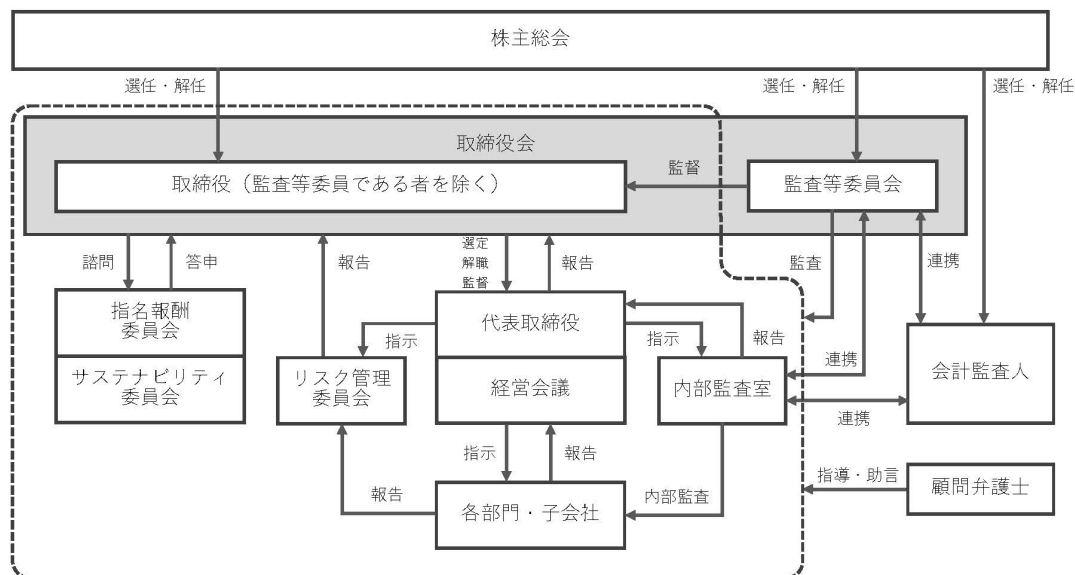 株主総会
選任・解任
選任・解任
選任・解任
取締役会
取締役（監査等委員である者を除く）
監督
監査等委員会
諮問
答申
報告
選定
解職
監督
報告
監査
連携
指名報酬
委員会
サステナビリティ
委員会
指示
リスク管理
委員会
代表取締役
経営会議
指示
報告
内部監査室
連携
連携
会計監査人
指示
報告
報告
各部門・子会社
内部監査
指導・助言
顧問弁護士